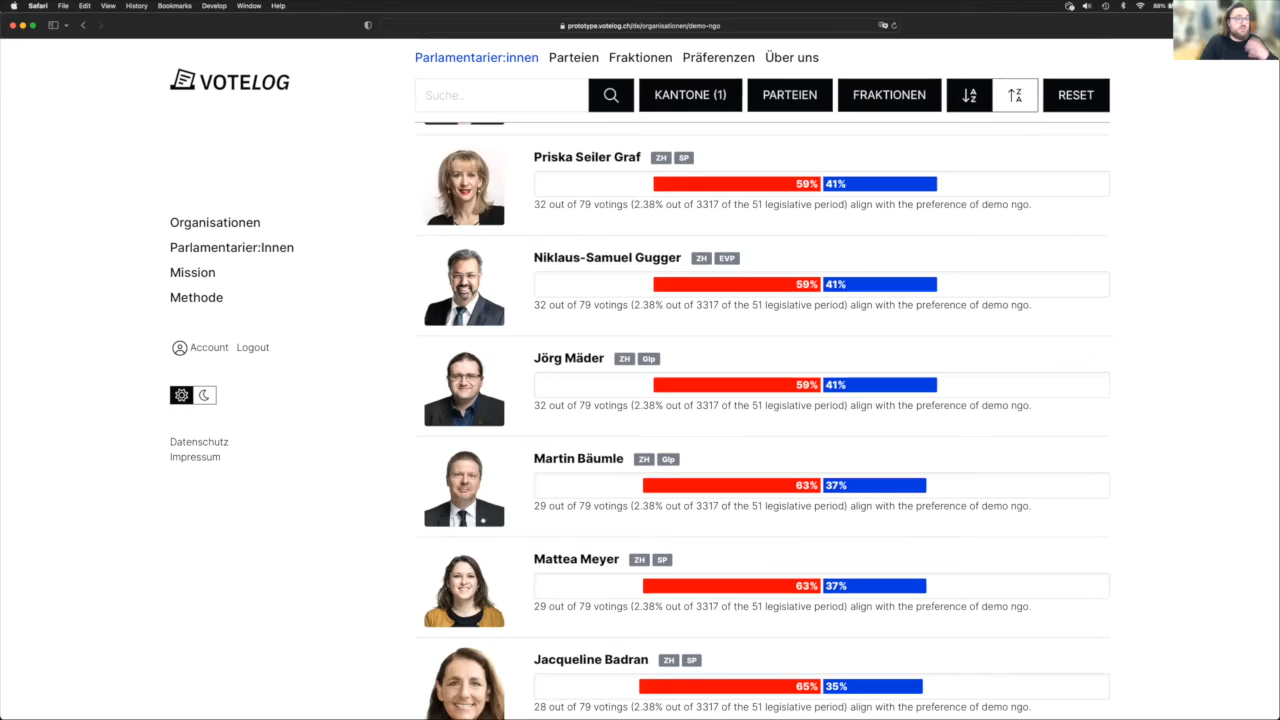 Safari File Edit View History Bookmarks Develop Window Help
88%
prototype.votelog.ch/de/organisationen/demo-ngo
VOTELOG
Parlamentarier:innen Parteien Fraktionen Präferenzen Über uns
Suche... KANTONE (1) PARTEIEN FRAKTIONEN A Z Z A RESET
Organisationen
Parlamentarier:Innen
Mission
Methode
Account Logout
Datenschutz
Impressum
Priska Seiler Graf ZH SP
59% 41%
32 out of 79 votings (2.38% out of 3317 of the 51 legislative period) align with the preference of demo ngo.
Niklaus-Samuel Gugger ZH EVP
59% 41%
32 out of 79 votings (2.38% out of 3317 of the 51 legislative period) align with the preference of demo ngo.
Jörg Mäder ZH Glp
59% 41%
32 out of 79 votings (2.38% out of 3317 of the 51 legislative period) align with the preference of demo ngo.
Martin Bäumle ZH Glp
63% 37%
29 out of 79 votings (2.38% out of 3317 of the 51 legislative period) align with the preference of demo ngo.
Mattea Meyer ZH SP
63% 37%
29 out of 79 votings (2.38% out of 3317 of the 51 legislative period) align with the preference of demo ngo.
Jacqueline Badran ZH SP
65% 35%
28 out of 79 votings (2.38% out of 3317 of the 51 legislative period) align with the preference of demo ngo.